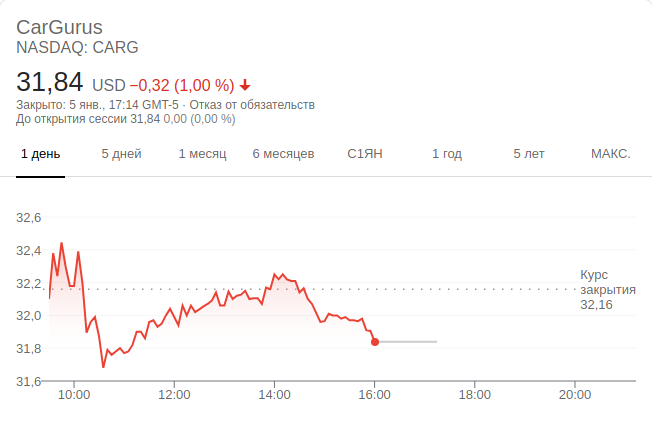 CarGurus
NASDAQ: CARG
31,84 USD −0,32 (1,00 %)
Закрыто: 5 янв., 17:14 GMT-5 · Отказ от обязательств
До открытия сессии 31,84 0,00 (0,00 %)
1 день 5 дней 1 месяц 6 месяцев С1ЯН 1 год 5 лет МАКС.
32,6
32,4
32,2
32,0
31,8
31,6
Курс
закрытия
32,16
10:00 12:00 14:00 16:00 18:00 20:00